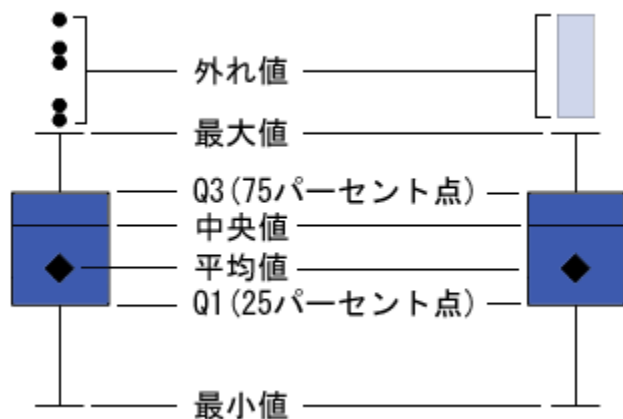 外れ値
最大値
Q3(75パーセント点)
中央値
平均値
Q1(25パーセント点)
最小値